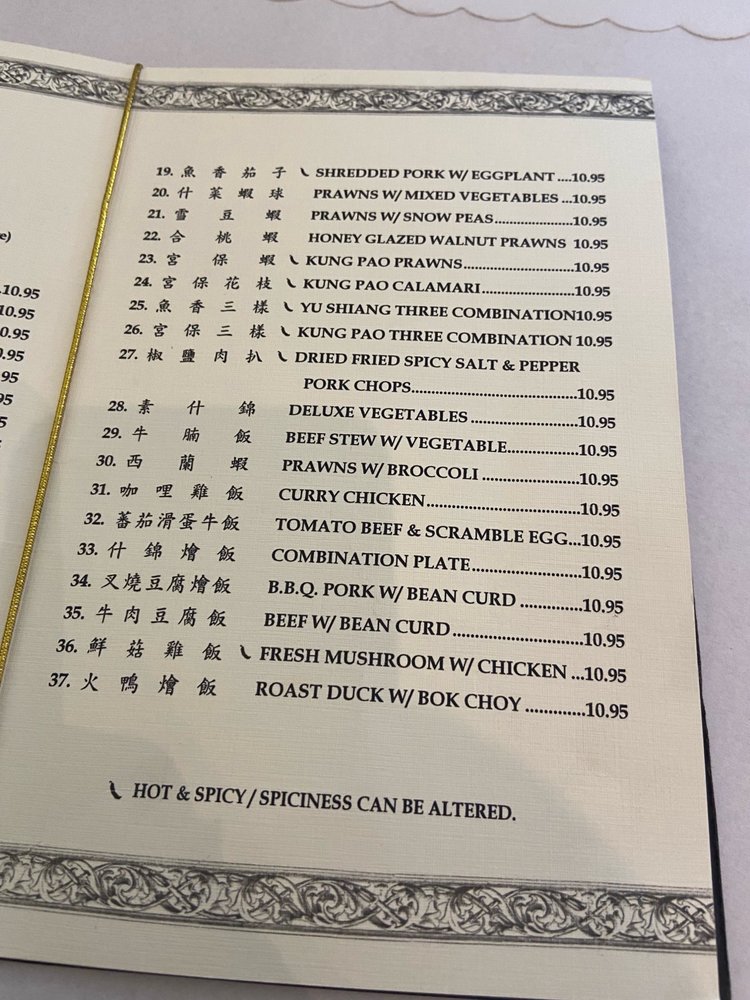 e)
.10.95
10.95
0.95
.95
95
95
5
19. 魚香茄子 SHREDDED PORK W/ EGGPLANT ....10.95
20. 什菜蝦球 PRAWNS W/ MIXED VEGETABLES ...10.95
21. 雪豆蝦 PRAWNS W/ SNOW PEAS......................10.95
22. 合桃蝦 HONEY GLAZED WALNUT PRAWNS 10.95
23. 宮保蝦 KUNG PAO PRAWNS...........................10.95
24. 宮保花枝 KUNG PAO CALAMARI.......................10.95
25. 魚香三樣 YU SHIANG THREE COMBINATION10.95
26. 宮保三樣 KUNG PAO THREE COMBINATION 10.95
27. 椒鹽肉扒 DRIED FRIED SPICY SALT & PEPPER
PORK CHOPS..........................................10.95
28. 素什錦 DELUXE VEGETABLES ...........................10.95
29. 牛腩飯 BEEF STEW W/ VEGETABLE.................10.95
30. 西蘭蝦 PRAWNS W/ BROCCOLI ........................10.95
31. 咖哩雞飯 CURRY CHICKEN....................................10.95
32. 蕃茄滑蛋牛飯 TOMATO BEEF & SCRAMBLE EGG...10.95
33. 什錦燴飯 COMBINATION PLATE..........................10.95
34. 叉燒豆腐燴飯 B.B.Q. PORK W/ BEAN CURD ...............10.95
35. 牛肉豆腐飯 BEEF W/ BEAN CURD.............................10.95
36. 鮮菇雞飯 FRESH MUSHROOM W/ CHICKEN ...10.95
37. 火鴨燴飯 ROAST DUCK W/ BOK CHOY .............10.95
HOT & SPICY / SPICINESS CAN BE ALTERED.